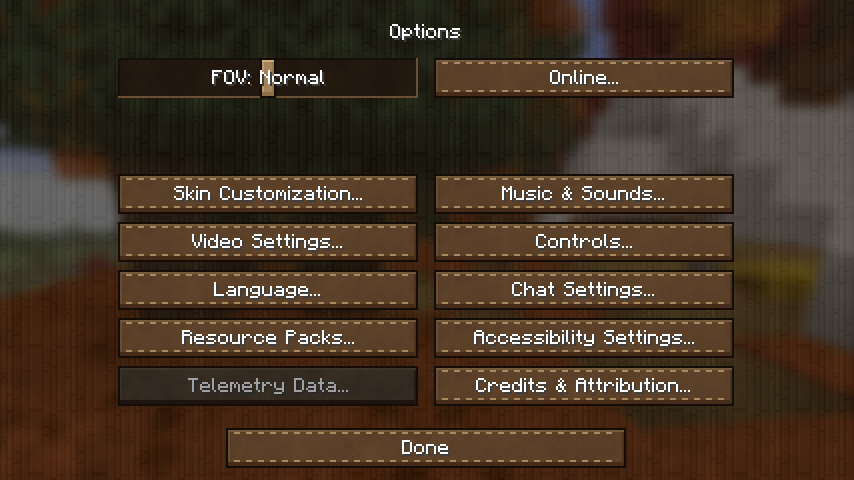 Options
FOV: Normal
Online...
Skin Customization...
Music & Sounds...
Video Settings...
Controls...
Language...
Chat Settings...
Resource Packs...
Accessibility Settings...
Telemetry Data...
Credits & Attribution...
Done